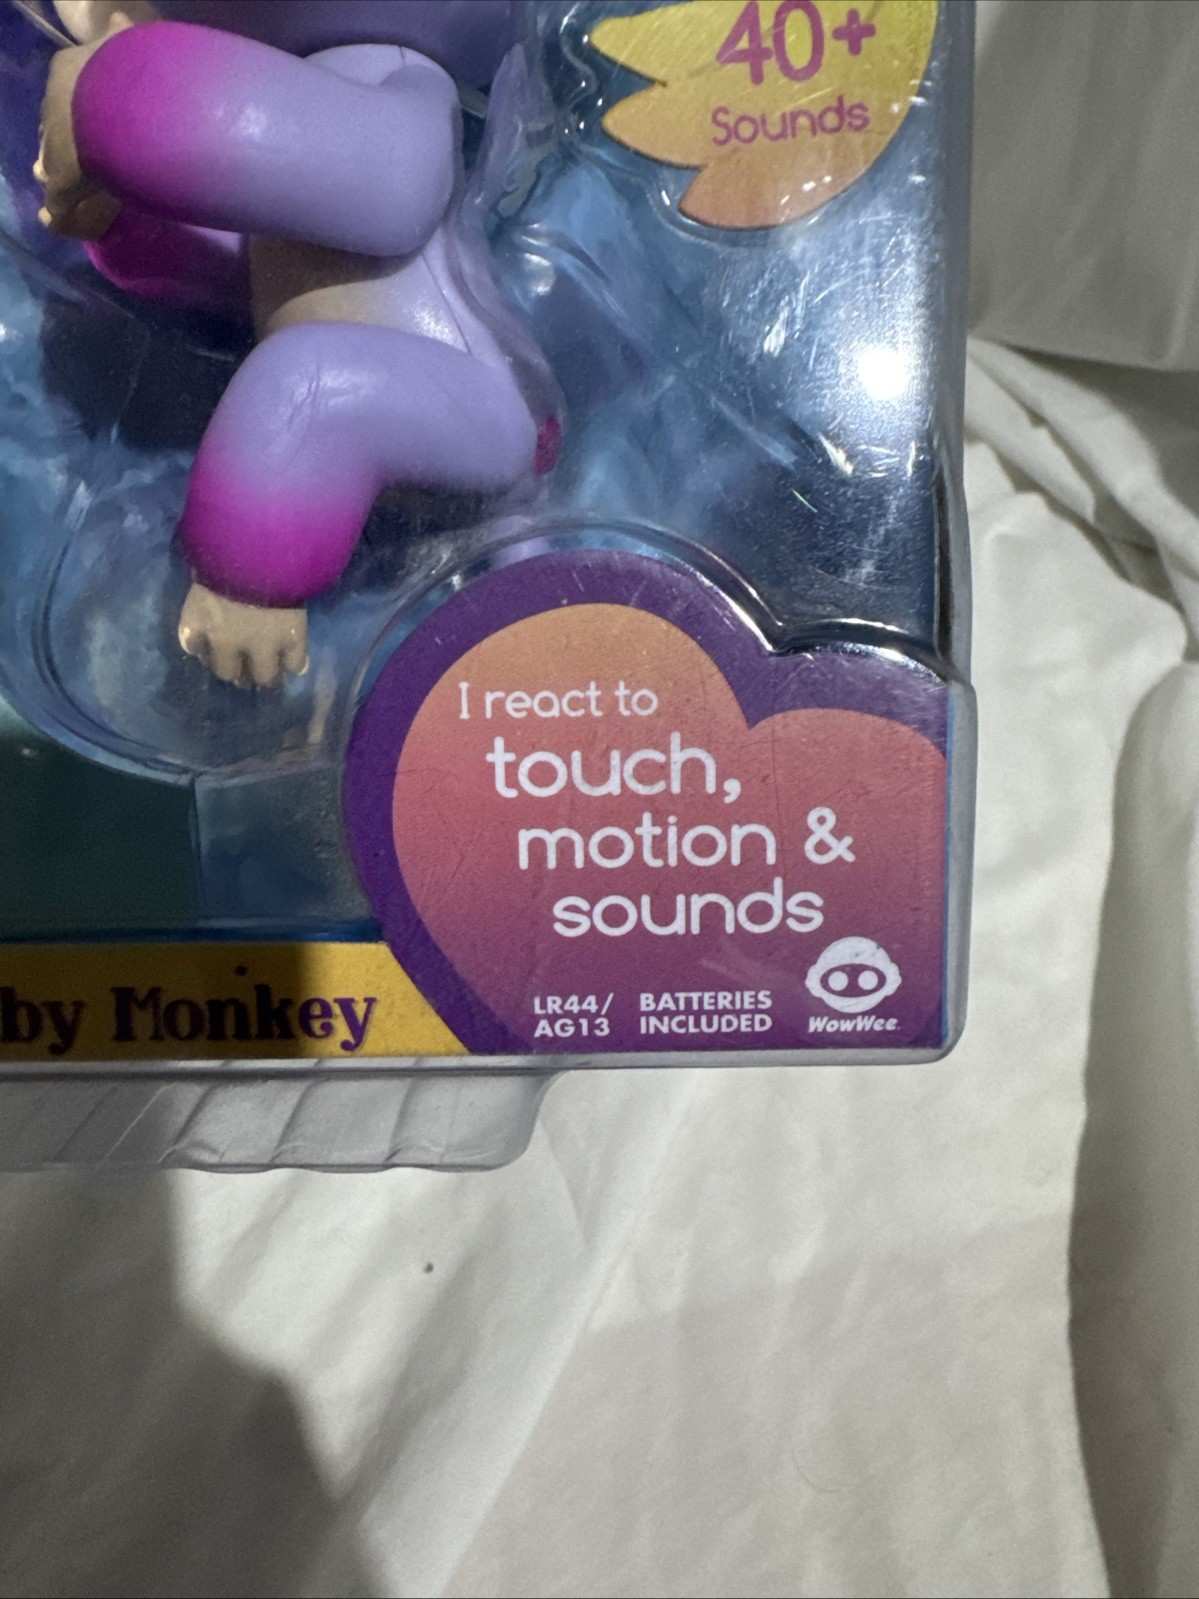 40+
Sounds
I react to
touch,
motion &
sounds
LR44/ BATTERIES
AG13 INCLUDED
WowWee
by Monkey